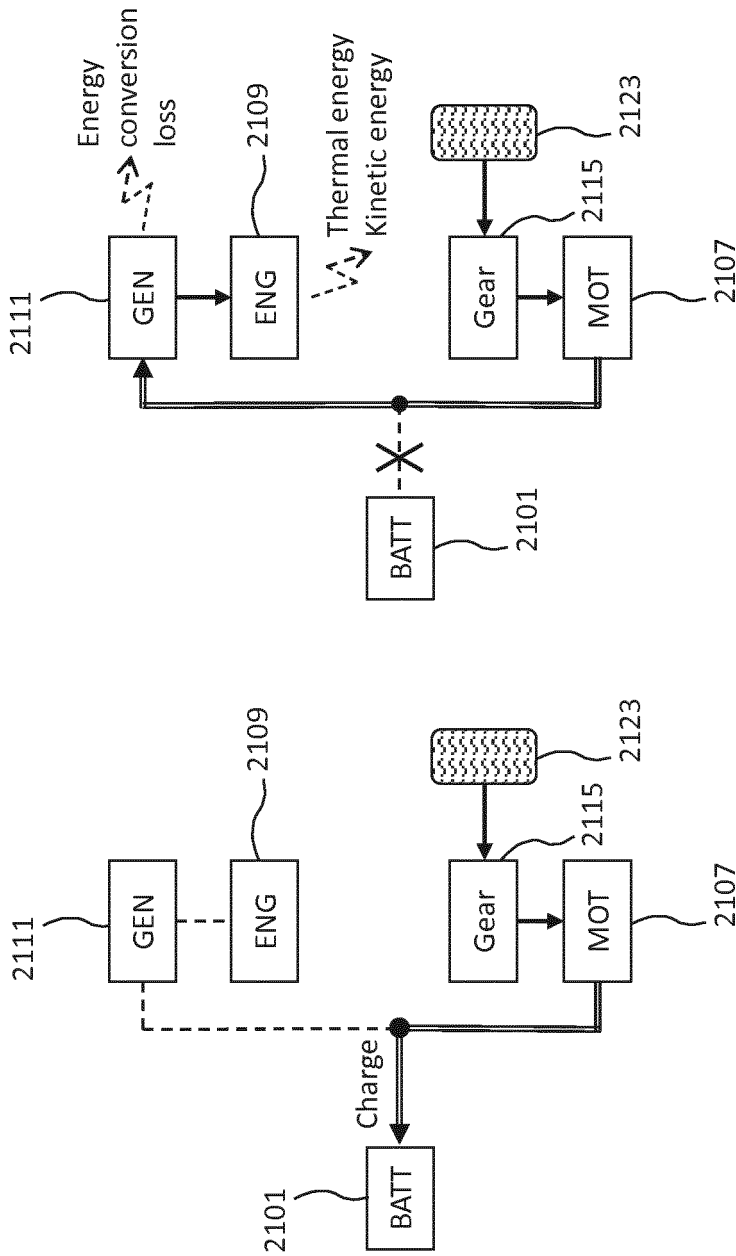 2111
GEN
ENG
2109
2101
BATT
Charge
Gear
2115
2123
MOT
2107
2111
GEN
Energy
conversion
loss
ENG
2109
Thermal energy
Kinetic energy
BATT
2101
Gear
2115
2123
MOT
2107